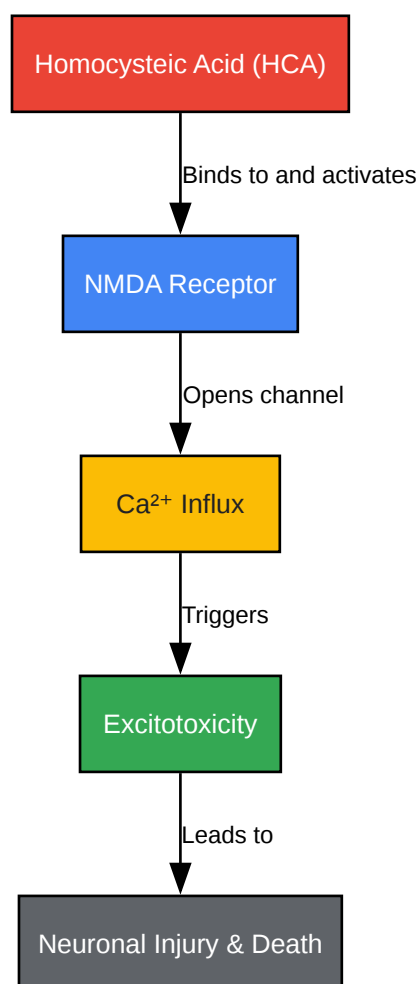 Homocysteic Acid (HCA)
Binds to and activates
NMDA Receptor
Opens channel
Ca²⁺ Influx
Triggers
Excitotoxicity
Leads to
Neuronal Injury & Death